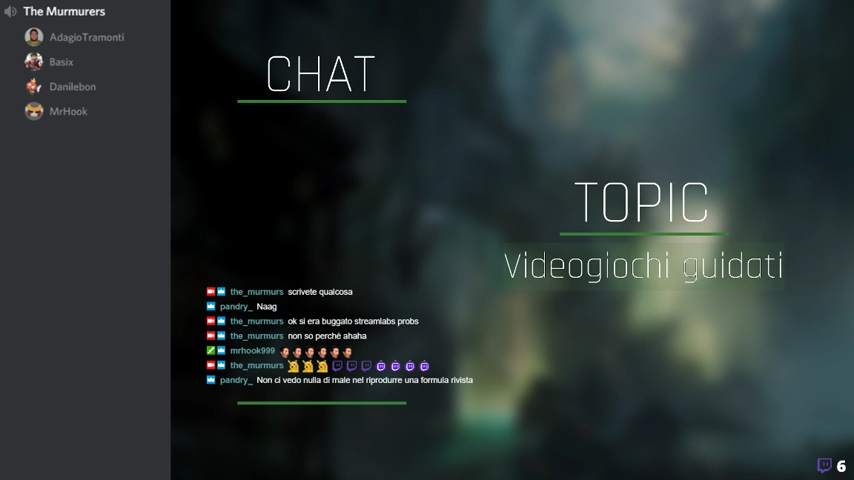 The Murmurers
AdagioTramonti
Basix
Danilebon
MrHook
CHAT
TOPIC
Videogiochi guidati
the_murmurs scrivete qualcosa
pandry_ Naag
the_murmurs ok si era buggato streamlabs probs
the_murmurs non so perché ahaha
mrhook999
the_murmurs
pandry_ Non ci vedo nulla di male nel riprodurre una formula rivista
6